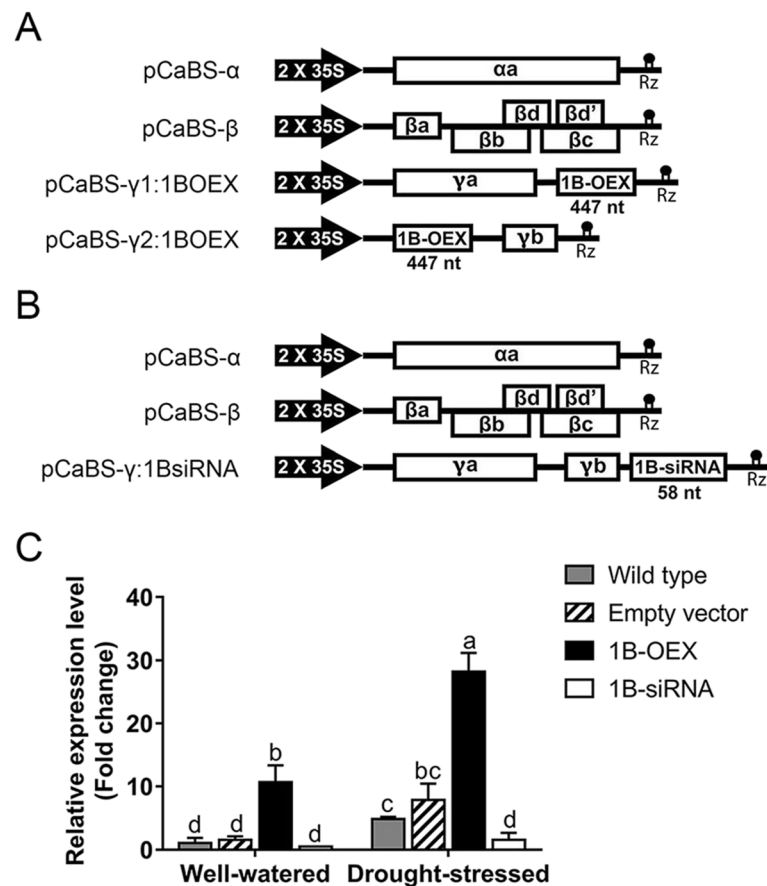 A
pCaBS-α 2 X 35S αa Rz
pCaBS-β 2 X 35S βa βb βd βd’ βc Rz
pCaBS-γ1:1BOEX 2 X 35S γa 1B-OEX Rz
447 nt
pCaBS-γ2:1BOEX 2 X 35S 1B-OEX γb Rz
447 nt
B
pCaBS-α 2 X 35S αa Rz
pCaBS-β 2 X 35S βa βb βd βd’ βc Rz
pCaBS-γ:1BsiRNA 2 X 35S γa γb 1B-siRNA Rz
58 nt
C
Relative expression level
(Fold change)
40
30
20
10
0
d d b d c bc a d
Well-watered Drought-stressed
Wild type
Empty vector
1B-OEX
1B-siRNA